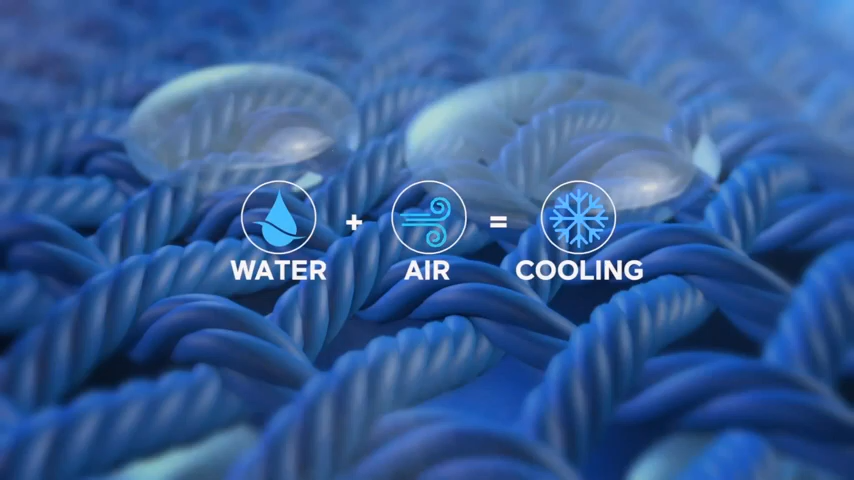 WATER + AIR = COOLING